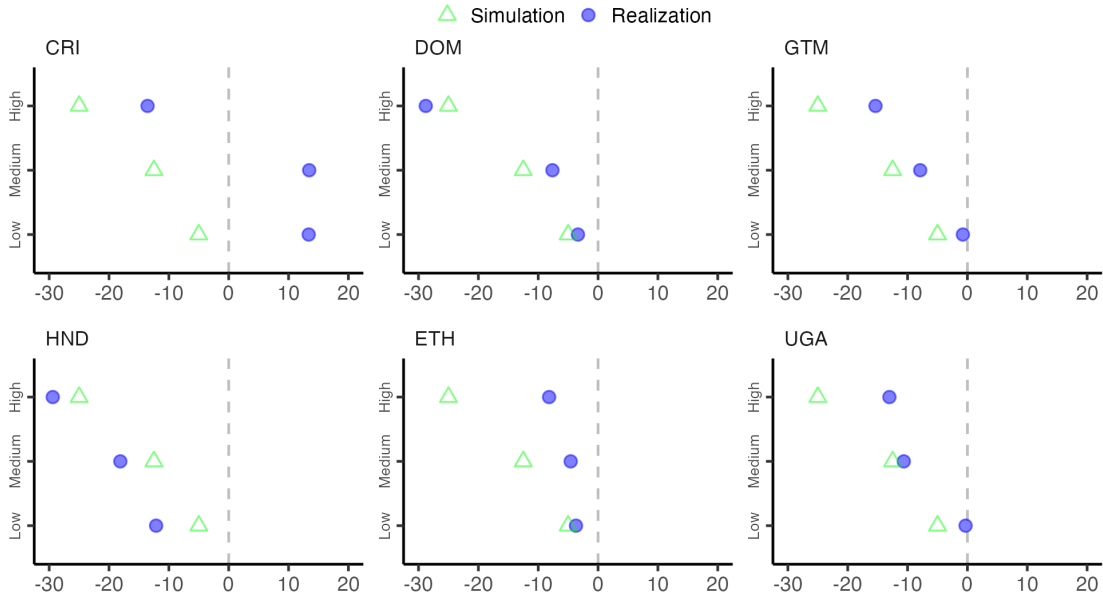 Simulation Realization
CRI DOM GTM
High High High
Medium Medium Medium
Low Low Low
-30 -20 -10 0 10 20 -30 -20 -10 0 10 20 -30 -20 -10 0 10 20
HND ETH UGA
High High High
Medium Medium Medium
Low Low Low
-30 -20 -10 0 10 20 -30 -20 -10 0 10 20 -30 -20 -10 0 10 20